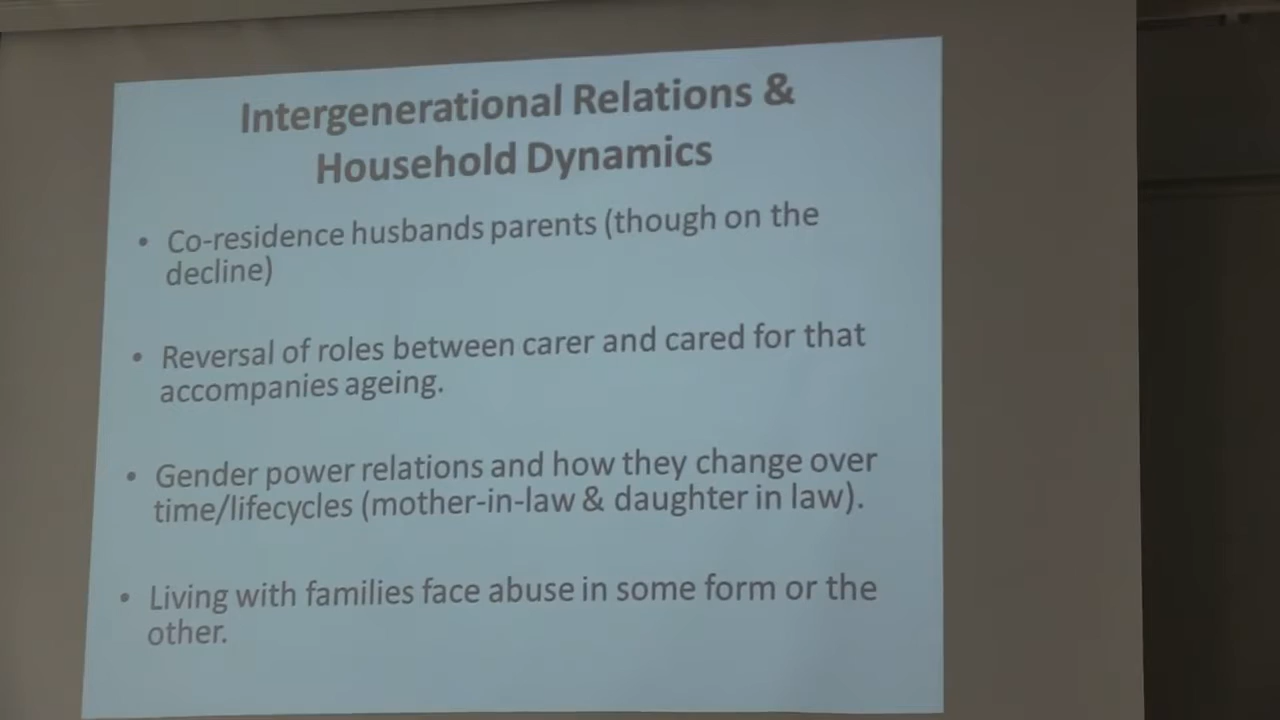 Intergenerational Relations &
Household Dynamics
• Co-residence husbands parents (though on the
decline)
• Reversal of roles between carer and cared for that
accompanies ageing.
• Gender power relations and how they change over
time/lifecycles (mother-in-law & daughter in law).
• Living with families face abuse in some form or the
other.